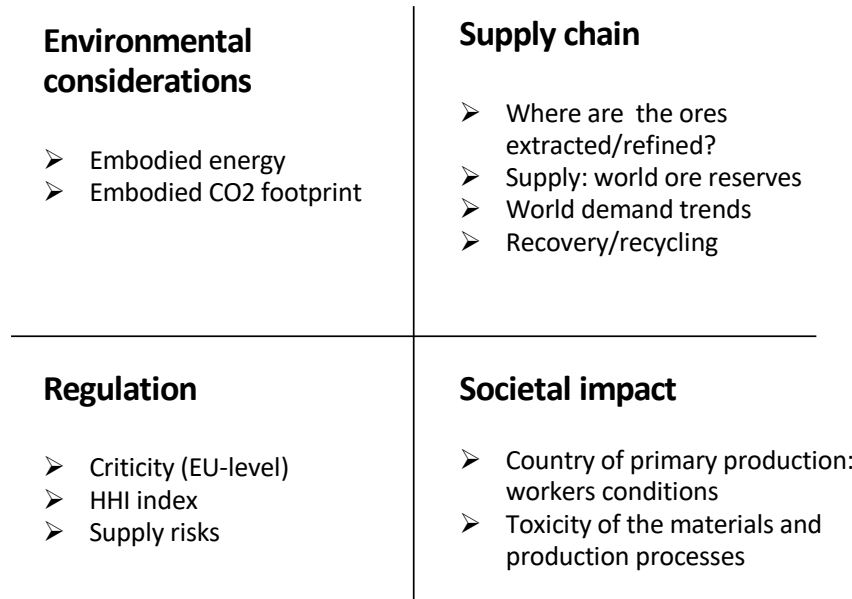 Environmental
considerations
➢ Embodied energy
➢ Embodied CO2 footprint
Supply chain
➢ Where are the ores
extracted/refined?
➢ Supply: world ore reserves
➢ World demand trends
➢ Recovery/recycling
Regulation
➢ Criticity (EU-level)
➢ HHI index
➢ Supply risks
Societal impact
➢ Country of primary production:
workers conditions
➢ Toxicity of the materials and
production processes